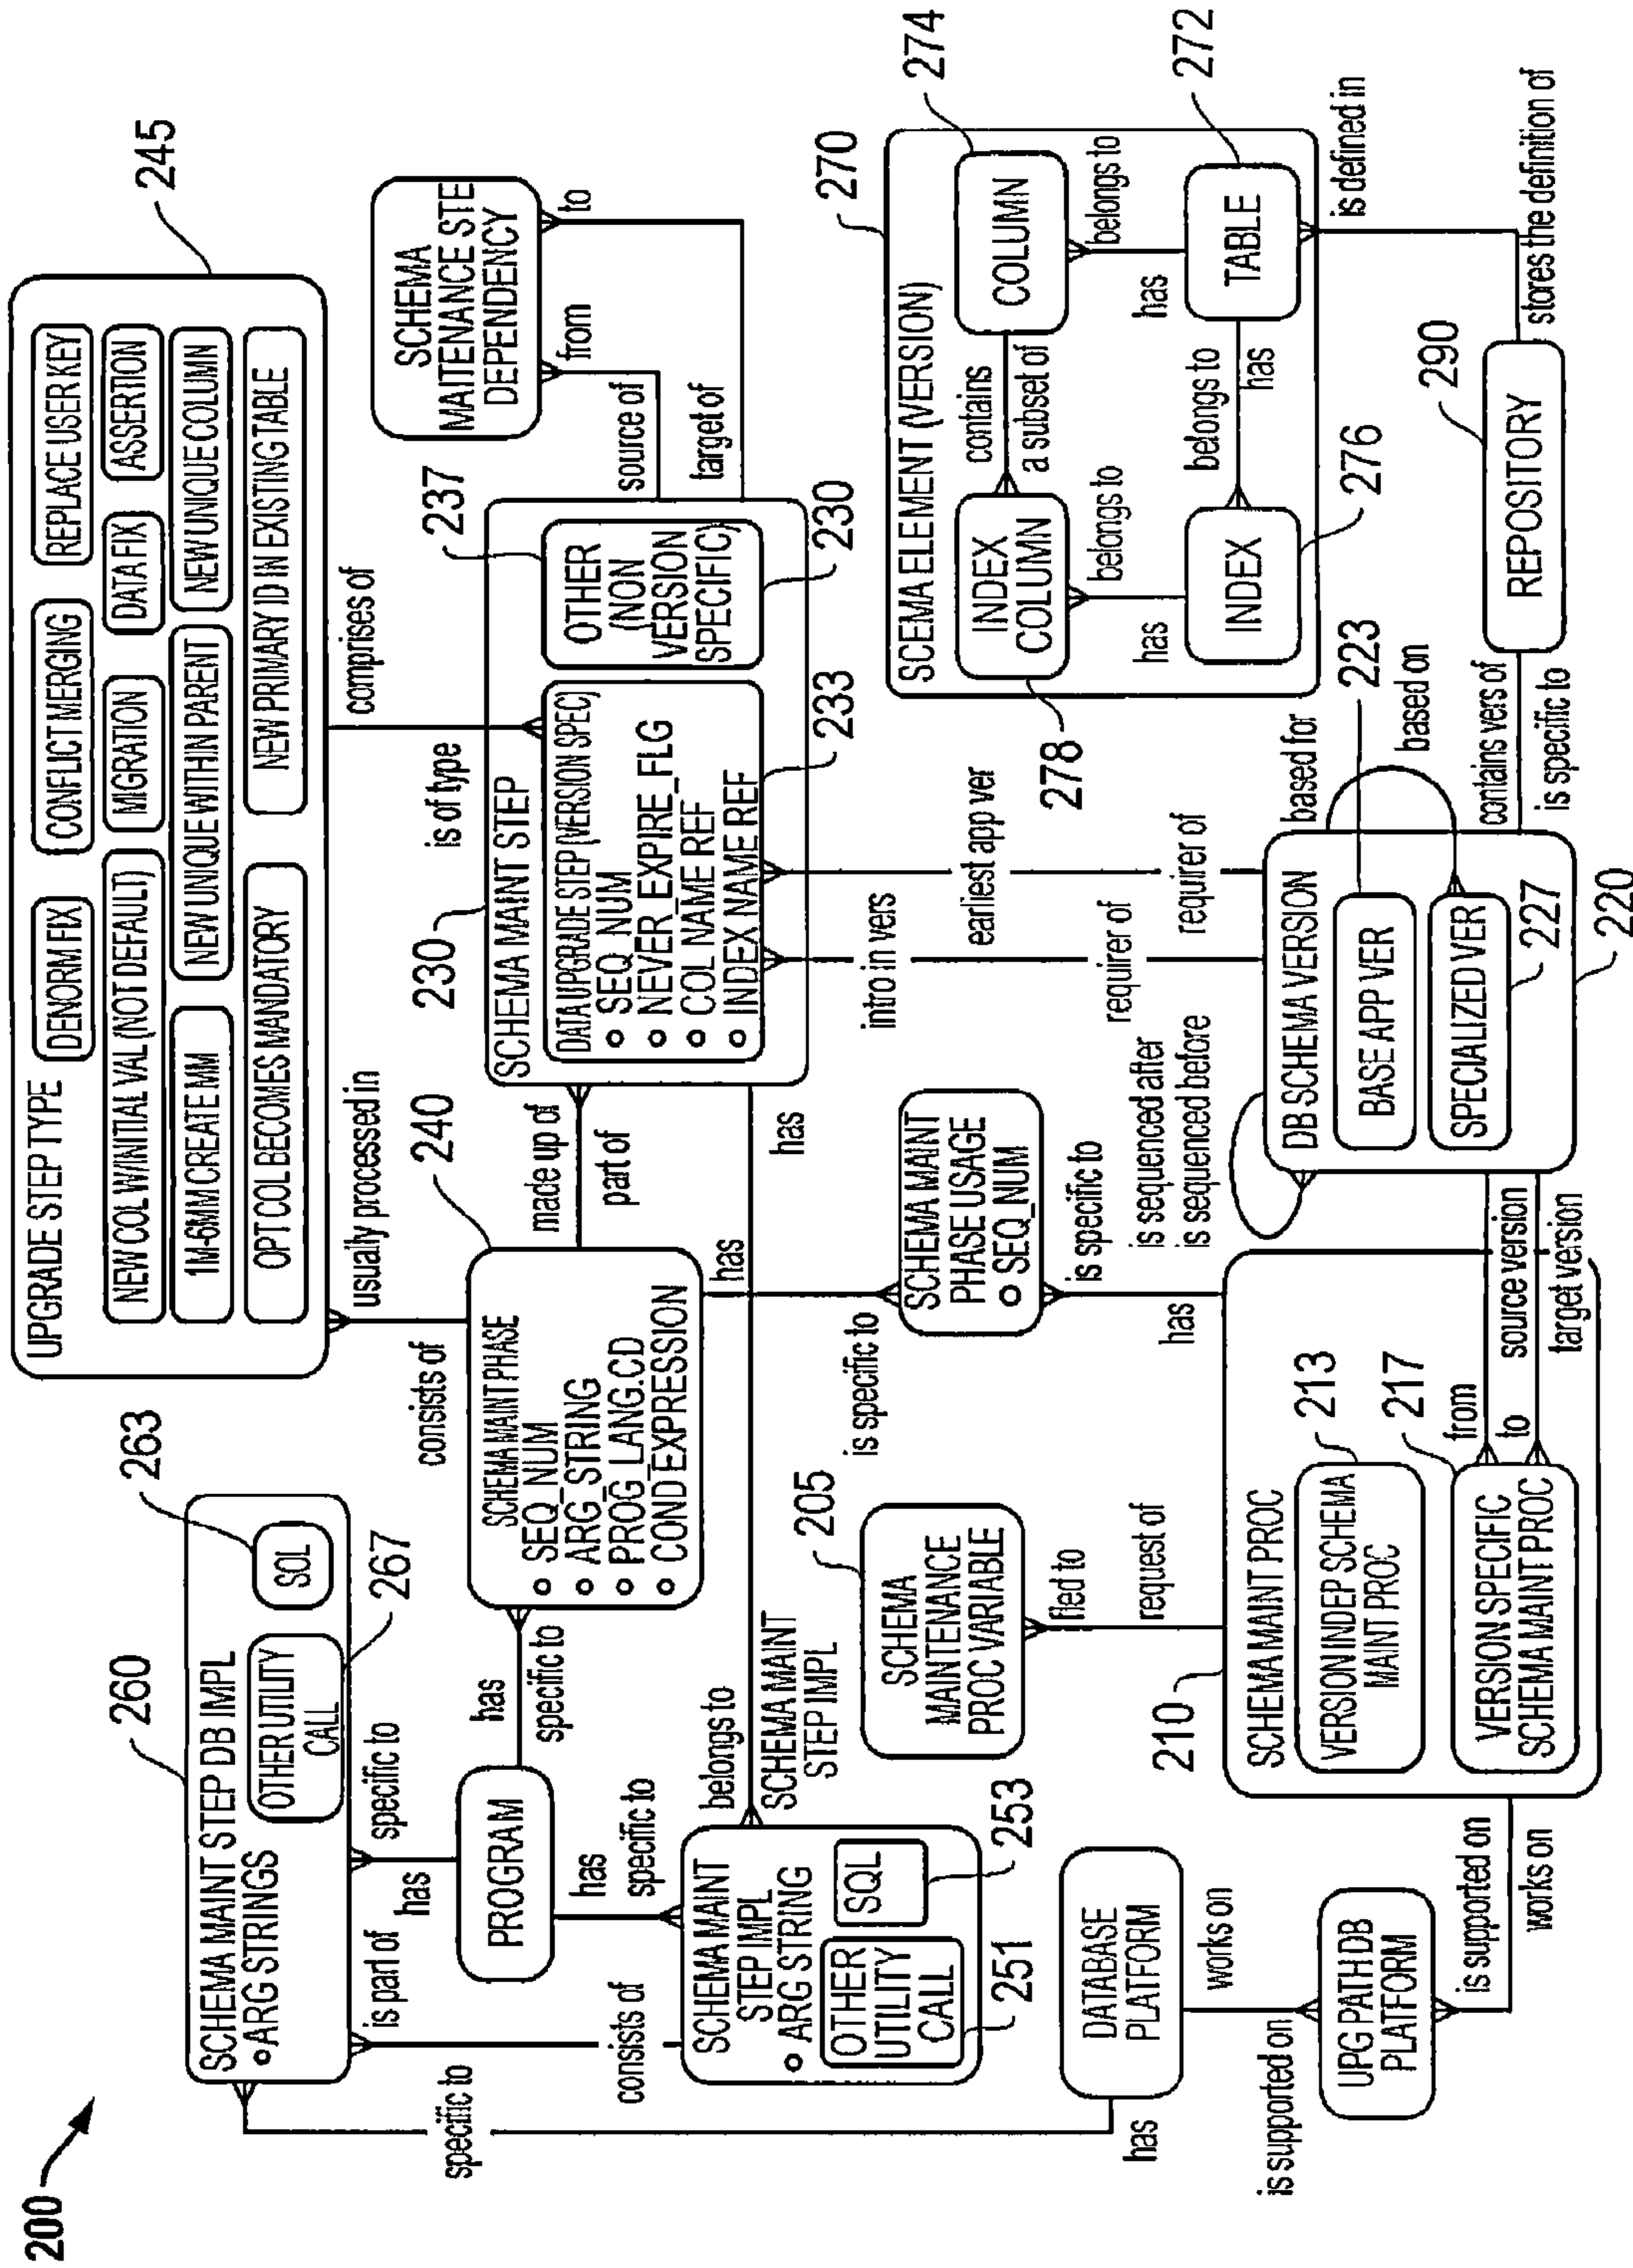 200
UPGRADE STEP TYPE
DENORM FIX
CONFLICT MERGING
REPLACE USER KEY
NEW COL W/INITIAL VAL (NOT DEFAULT)
MIGRATION
DATA FIX
ASSERTION
1M-6MM CREATE MM
NEW UNIQUE WITHIN PARENT
NEW UNIQUE COLUMN
OPT COL BECOMES MANDATORY
NEW PRIMARY ID IN EXISTING TABLE
245
260
263
SCHEMA MAINT STEP DB IMPL
ARG STRINGS
OTHER UTILITY
CALL
SQL
267
specific to
is part of
has
specific to
consists of
usually processed in
is of type
comprises of
PROGRAM
has
specific to
has
specific to
240
SCHEMA MAINT PHASE
SEQ_NUM
ARG_STRING
PROG_LANG.CD
COND_EXPRESSION
made up of
part of
has
230
237
SCHEMA MAINT STEP
DATA UPGRADE STEP (VERSION SPEC)
SEQ_NUM
NEVER_EXPIRE_FLG
COL NAME REF
INDEX NAME REF
OTHER
(NON
VERSION
SPECIFIC)
233
230
source of
target of
from
to
SCHEMA
MAITENANCE STE
DEPENDENCY
consists of
SCHEMA MAINT
STEP IMPL
ARG STRING
OTHER
UTILITY
CALL
SQL
251
253
belongs to
SCHEMA MAINT
STEP IMPL
has
205
SCHEMA
MAINTENANCE
PROC VARIABLE
fied to
request of
is specific to
SCHEMA MAINT
PHASE USAGE
SEQ_NUM
is specific to
has
intro in vers
earliest app ver
requirer of
requirer of
is sequenced after
is sequenced before
DATABASE
PLATFORM
has
works on
is supported on
UPG PATH DB
PLATFORM
is supported on
works on
210
SCHEMA MAINT PROC
VERSION INDEP SCHEMA
MAINT PROC
213
VERSION SPECIFIC
SCHEMA MAINT PROC
217
from
to
source version
target version
DB SCHEMA VERSION
BASE APP VER
SPECIALIZED VER
223
227
220
based for
based on
contains vers of
is specific to
REPOSITORY
290
is defined in
stores the definition of
270
SCEMA ELEMENT (VERSION)
INDEX
COLUMN
COLUMN
contains
a subset of
274
278
has
belongs to
has
belongs to
INDEX
TABLE
belongs to
has
276
272